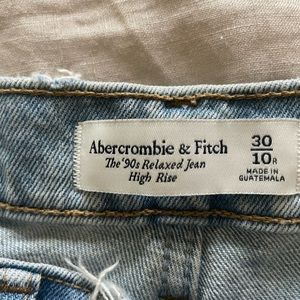 Abercrombie & Fitch
The '90s Relaxed Jean
High Rise
30
10R
MADE IN
GUATEMALA